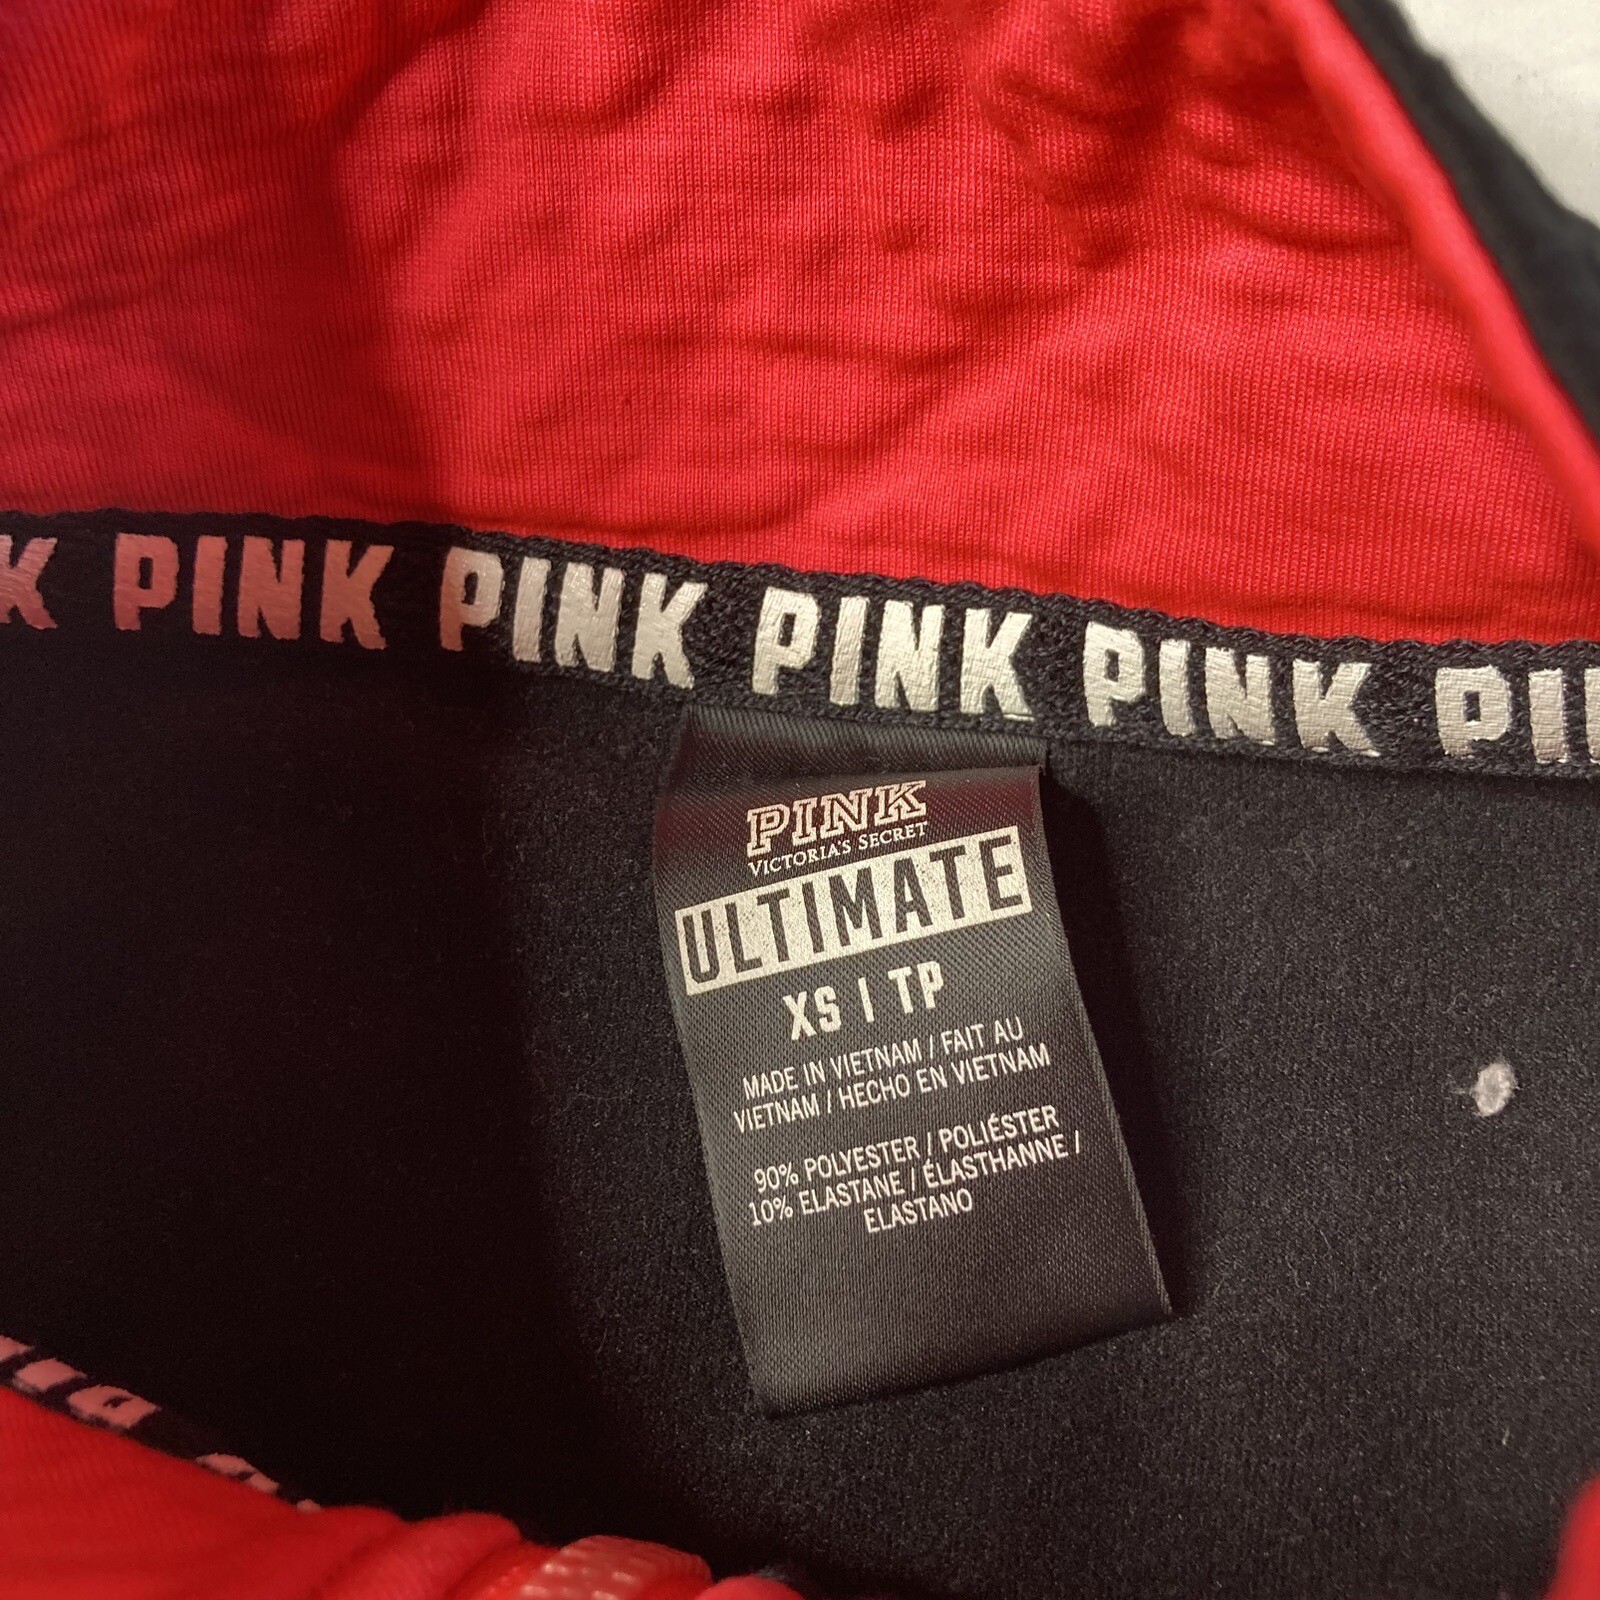 K PINK PINK PINK PINK PI
PINK
VICTORIA'S SECRET
ULTIMATE
XS | TP
MADE IN VIETNAM / FAIT AU
VIETNAM / HECHO EN VIETNAM
90% POLYESTER / POLIÉSTER
10% ELASTANE / ÉLASTHANNE /
ELASTANO